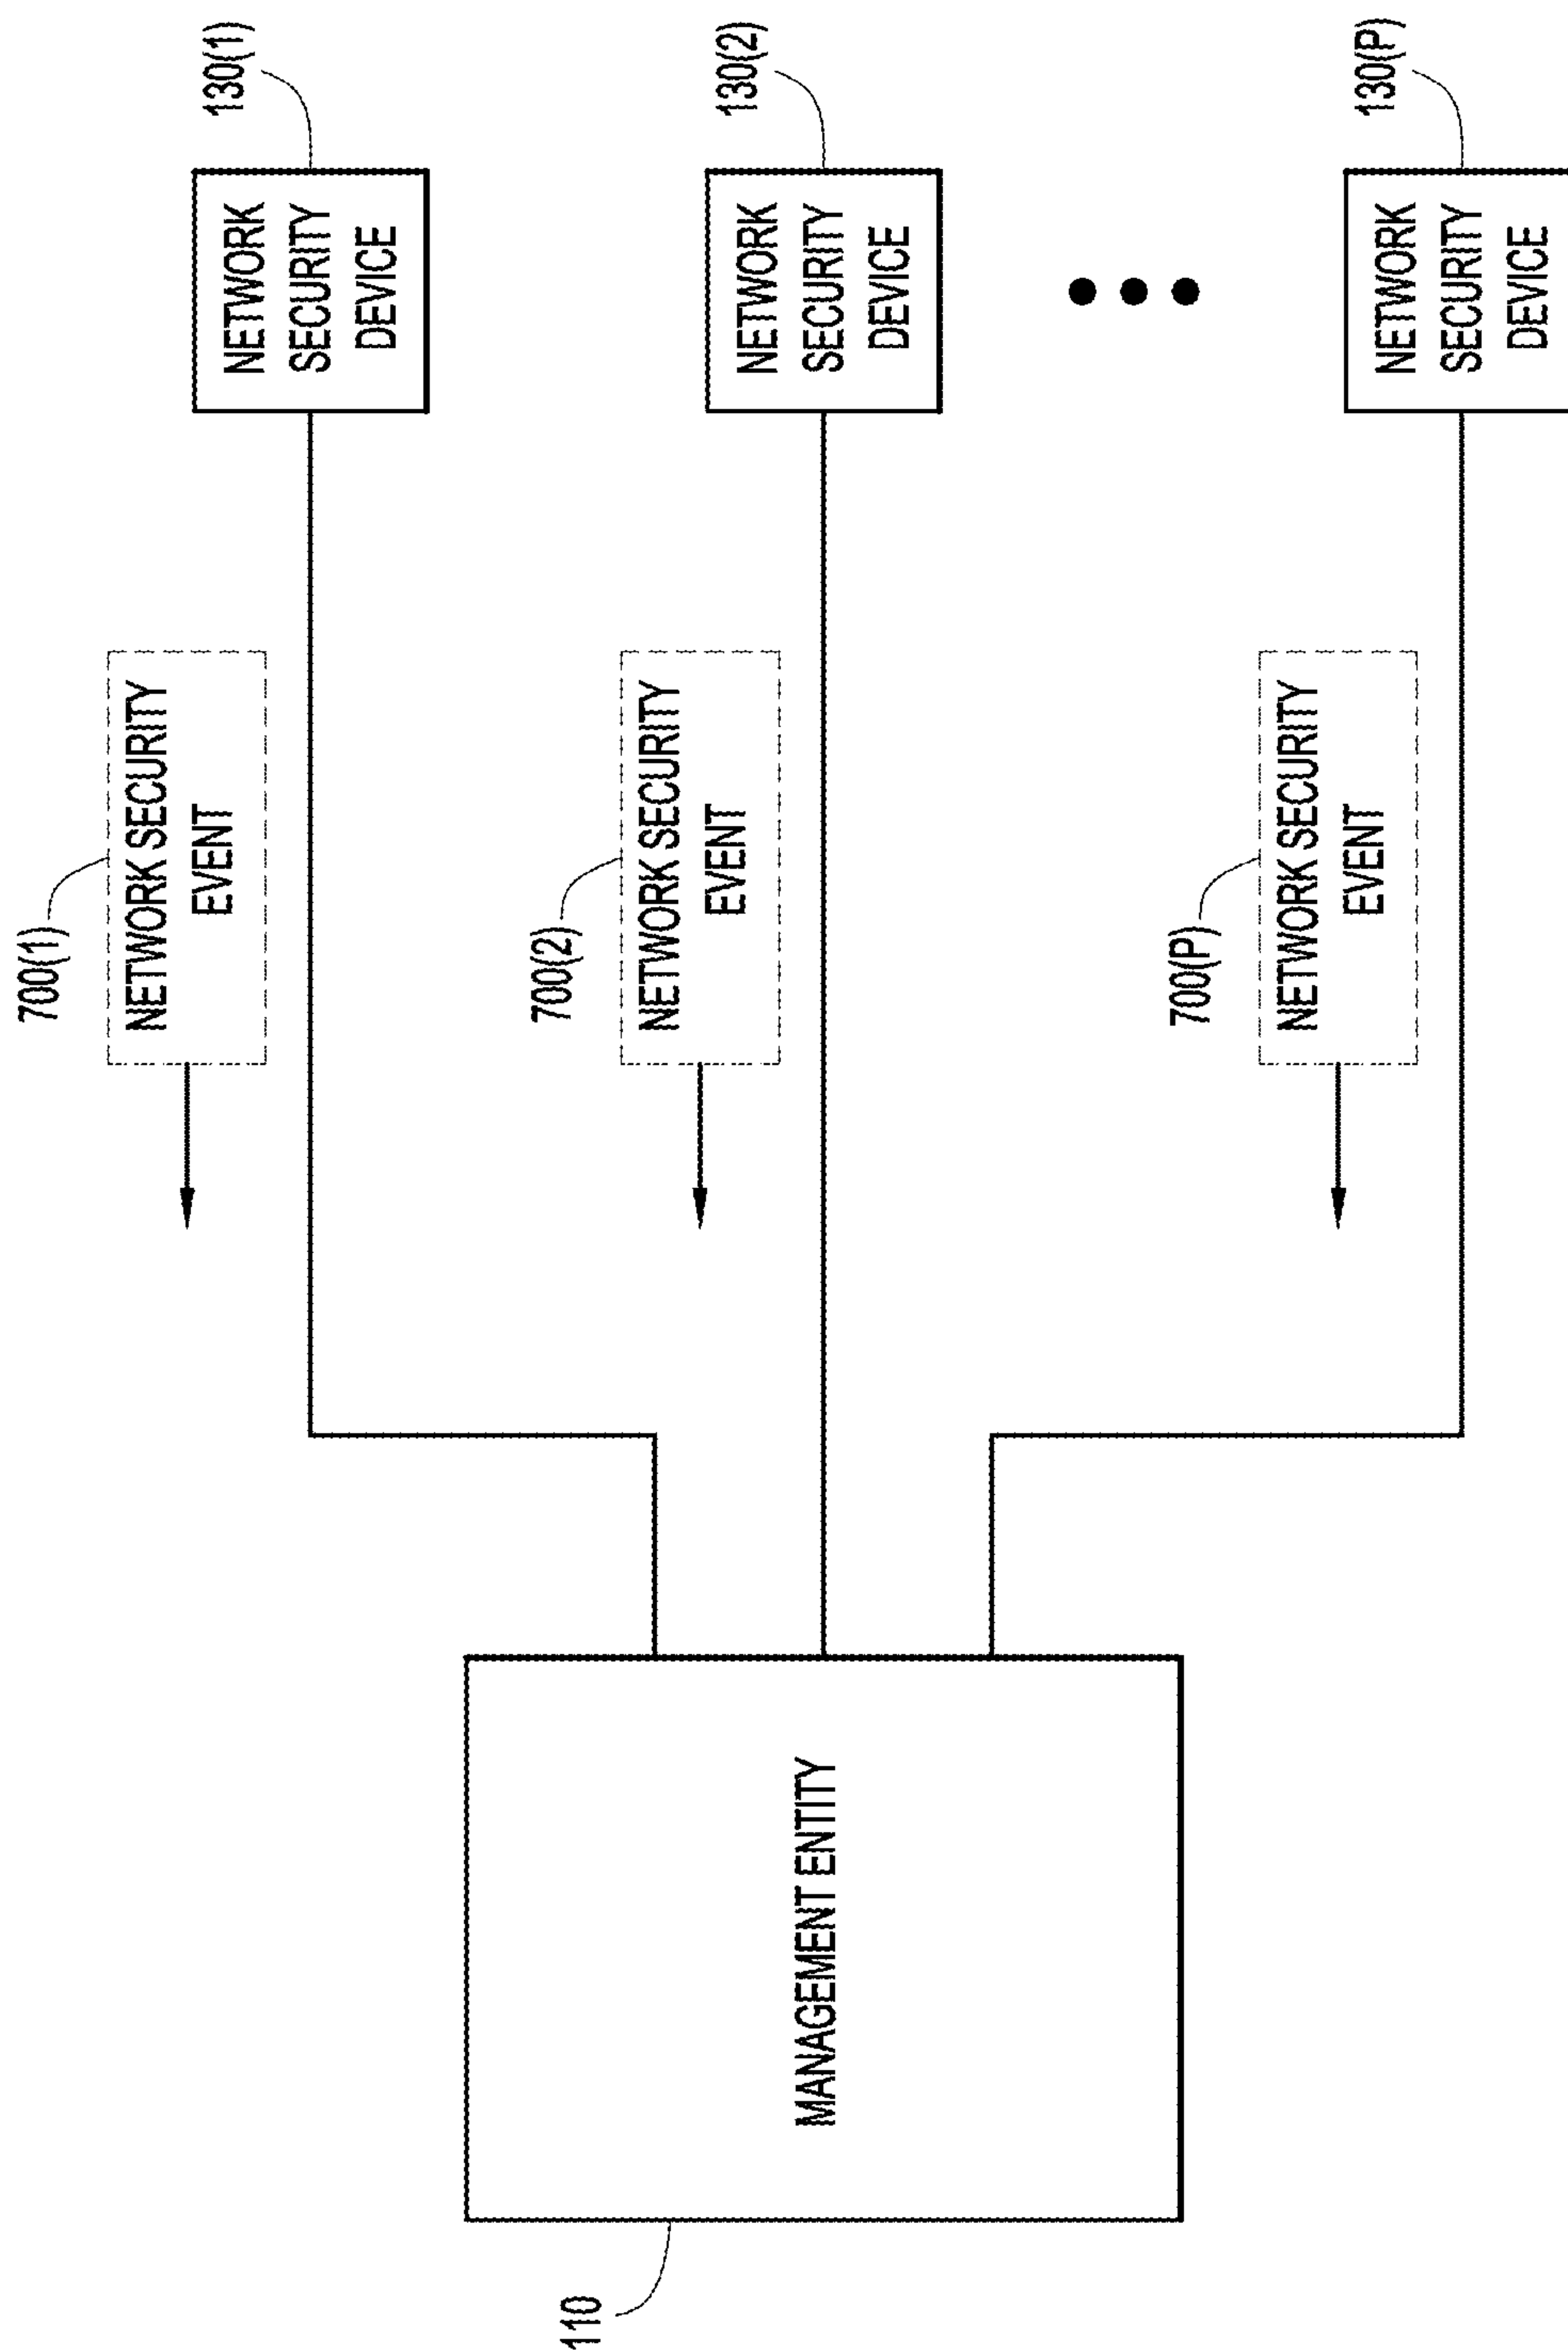 130(1)
NETWORK
SECURITY
DEVICE
700(1)
NETWORK SECURITY
EVENT
130(2)
NETWORK
SECURITY
DEVICE
700(2)
NETWORK SECURITY
EVENT
110
MANAGEMENT ENTITY
130(P)
NETWORK
SECURITY
DEVICE
700(P)
NETWORK SECURITY
EVENT